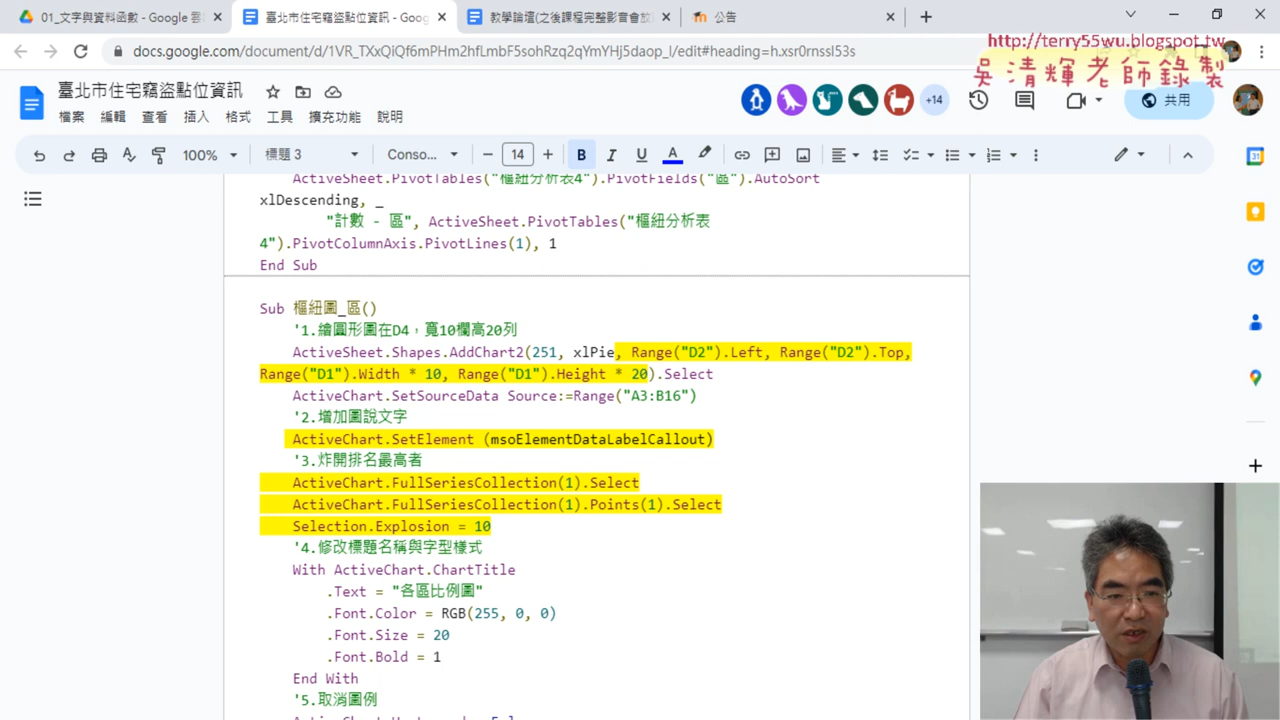 01_文字與資料函數 - Google 雲
臺北市住宅竊盜點位資訊 - Goog
教學論壇(之後課程完整影音會放
公告
docs.google.com/document/d/1VR_TXxQiQf6mPHm2hfLmbF5sohRzq2qYmYHj5daop_I/edit#heading=h.xsr0rnssl53s
http://terry55wu.blogspot.tw
吳清輝老師錄製
臺北市住宅竊盜點位資訊
+14
共用
檔案 編輯 查看 插入 格式 工具 擴充功能 說明
100% 標題 3 Conso... 14 B I U A
ActiveSheet.PivotTables("樞紐分析表4").PivotFields("區").AutoSort
xlDescending, _
"計數 - 區", ActiveSheet.PivotTables("樞紐分析表
4").PivotColumnAxis.PivotLines(1), 1
End Sub
Sub 樞紐圖_區()
'1.繪圓形圖在D4，寬10欄高20列
ActiveSheet.Shapes.AddChart2(251, xlPie, Range("D2").Left, Range("D2").Top,
Range("D1").Width * 10, Range("D1").Height * 20).Select
ActiveChart.SetSourceData Source:=Range("A3:B16")
'2.增加圖說文字
ActiveChart.SetElement (msoElementDataLabelCallout)
'3.炸開排名最高者
ActiveChart.FullSeriesCollection(1).Select
ActiveChart.FullSeriesCollection(1).Points(1).Select
Selection.Explosion = 10
'4.修改標題名稱與字型樣式
With ActiveChart.ChartTitle
.Text = "各區比例圖"
.Font.Color = RGB(255, 0, 0)
.Font.Size = 20
.Font.Bold = 1
End With
'5.取消圖例